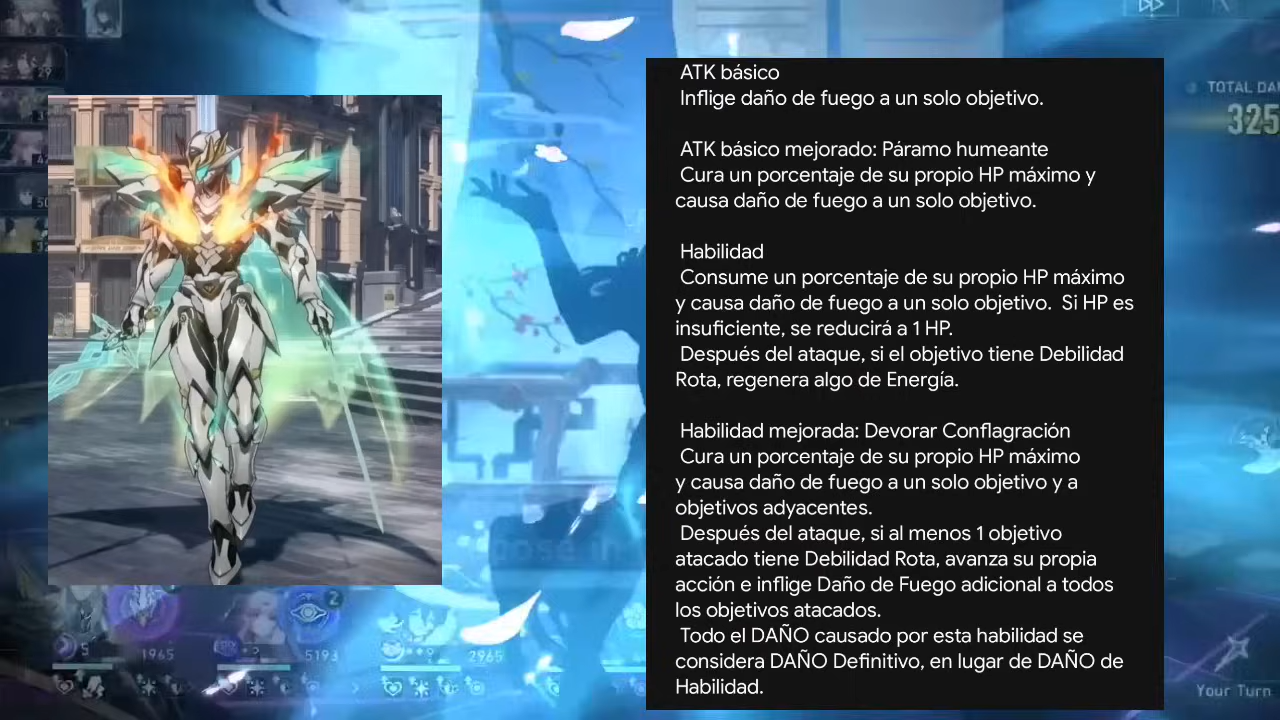 TOTAL DA
325
ATK básico
Inflige daño de fuego a un solo objetivo.
ATK básico mejorado: Páramo humeante
Cura un porcentaje de su propio HP máximo y
causa daño de fuego a un solo objetivo.
Habilidad
Consume un porcentaje de su propio HP máximo
y causa daño de fuego a un solo objetivo. Si HP es
insuficiente, se reducirá a 1 HP.
Después del ataque, si el objetivo tiene Debilidad
Rota, regenera algo de Energía.
Habilidad mejorada: Devorar Conflagración
Cura un porcentaje de su propio HP máximo
y causa daño de fuego a un solo objetivo y a
objetivos adyacentes.
Después del ataque, si al menos 1 objetivo
atacado tiene Debilidad Rota, avanza su propia
acción e inflige Daño de Fuego adicional a todos
los objetivos atacados.
Todo el DAÑO causado por esta habilidad se
considera DAÑO Definitivo, en lugar de DAÑO de
Habilidad.
2
5
1965
5193
2965
Your Turn